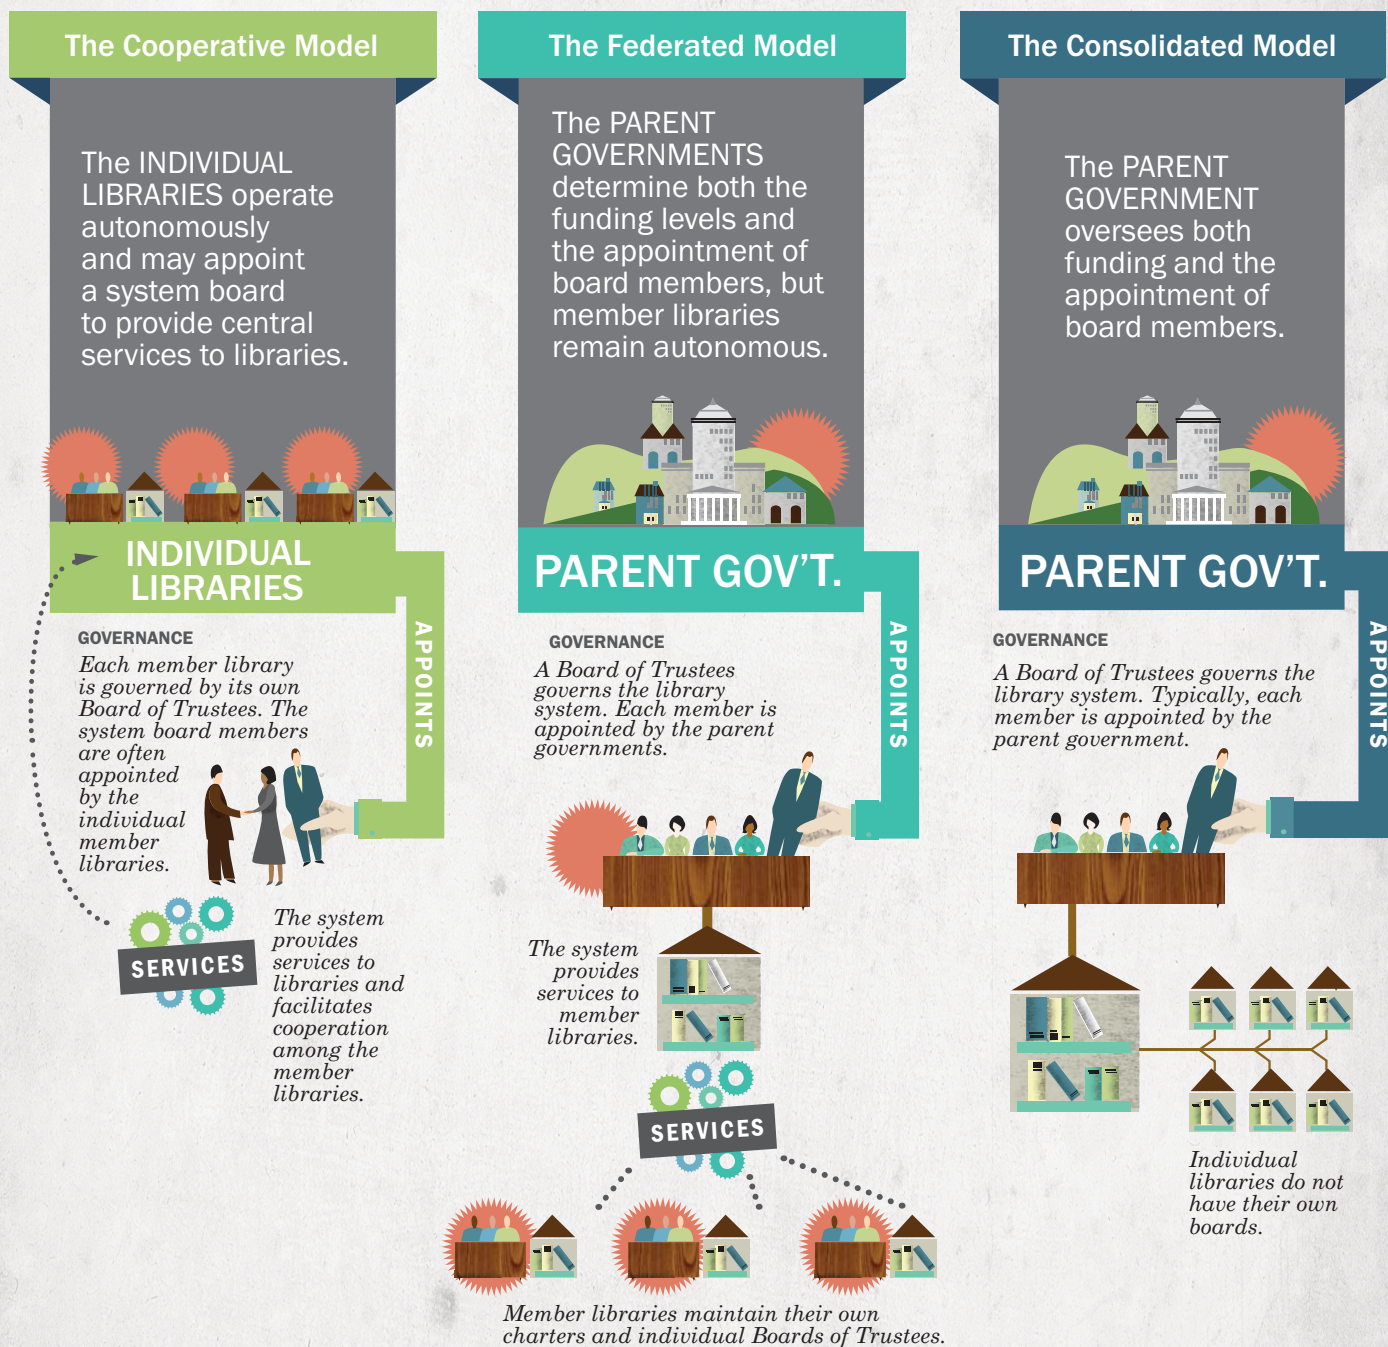 The Cooperative Model
The INDIVIDUAL
LIBRARIES operate
autonomously
and may appoint
a system board
to provide central
services to libraries.
INDIVIDUAL
LIBRARIES
APPOINTS
GOVERNANCE
Each member library
is governed by its own
Board of Trustees. The
system board members
are often
appointed
by the
individual
member
libraries.
SERVICES
The system
provides
services to
libraries and
facilitates
cooperation
among the
member
libraries.
The Federated Model
The PARENT
GOVERNMENTS
determine both the
funding levels and
the appointment of
board members, but
member libraries
remain autonomous.
PARENT GOV’T.
APPOINTS
GOVERNANCE
A Board of Trustees
governs the library
system. Each member is
appointed by the parent
governments.
The system
provides
services to
member
libraries.
SERVICES
Member libraries maintain their own
charters and individual Boards of Trustees.
The Consolidated Model
The PARENT
GOVERNMENT
oversees both
funding and the
appointment of
board members.
PARENT GOV’T.
APPOINTS
GOVERNANCE
A Board of Trustees governs the
library system. Typically, each
member is appointed by the
parent government.
Individual
libraries do not
have their own
boards.